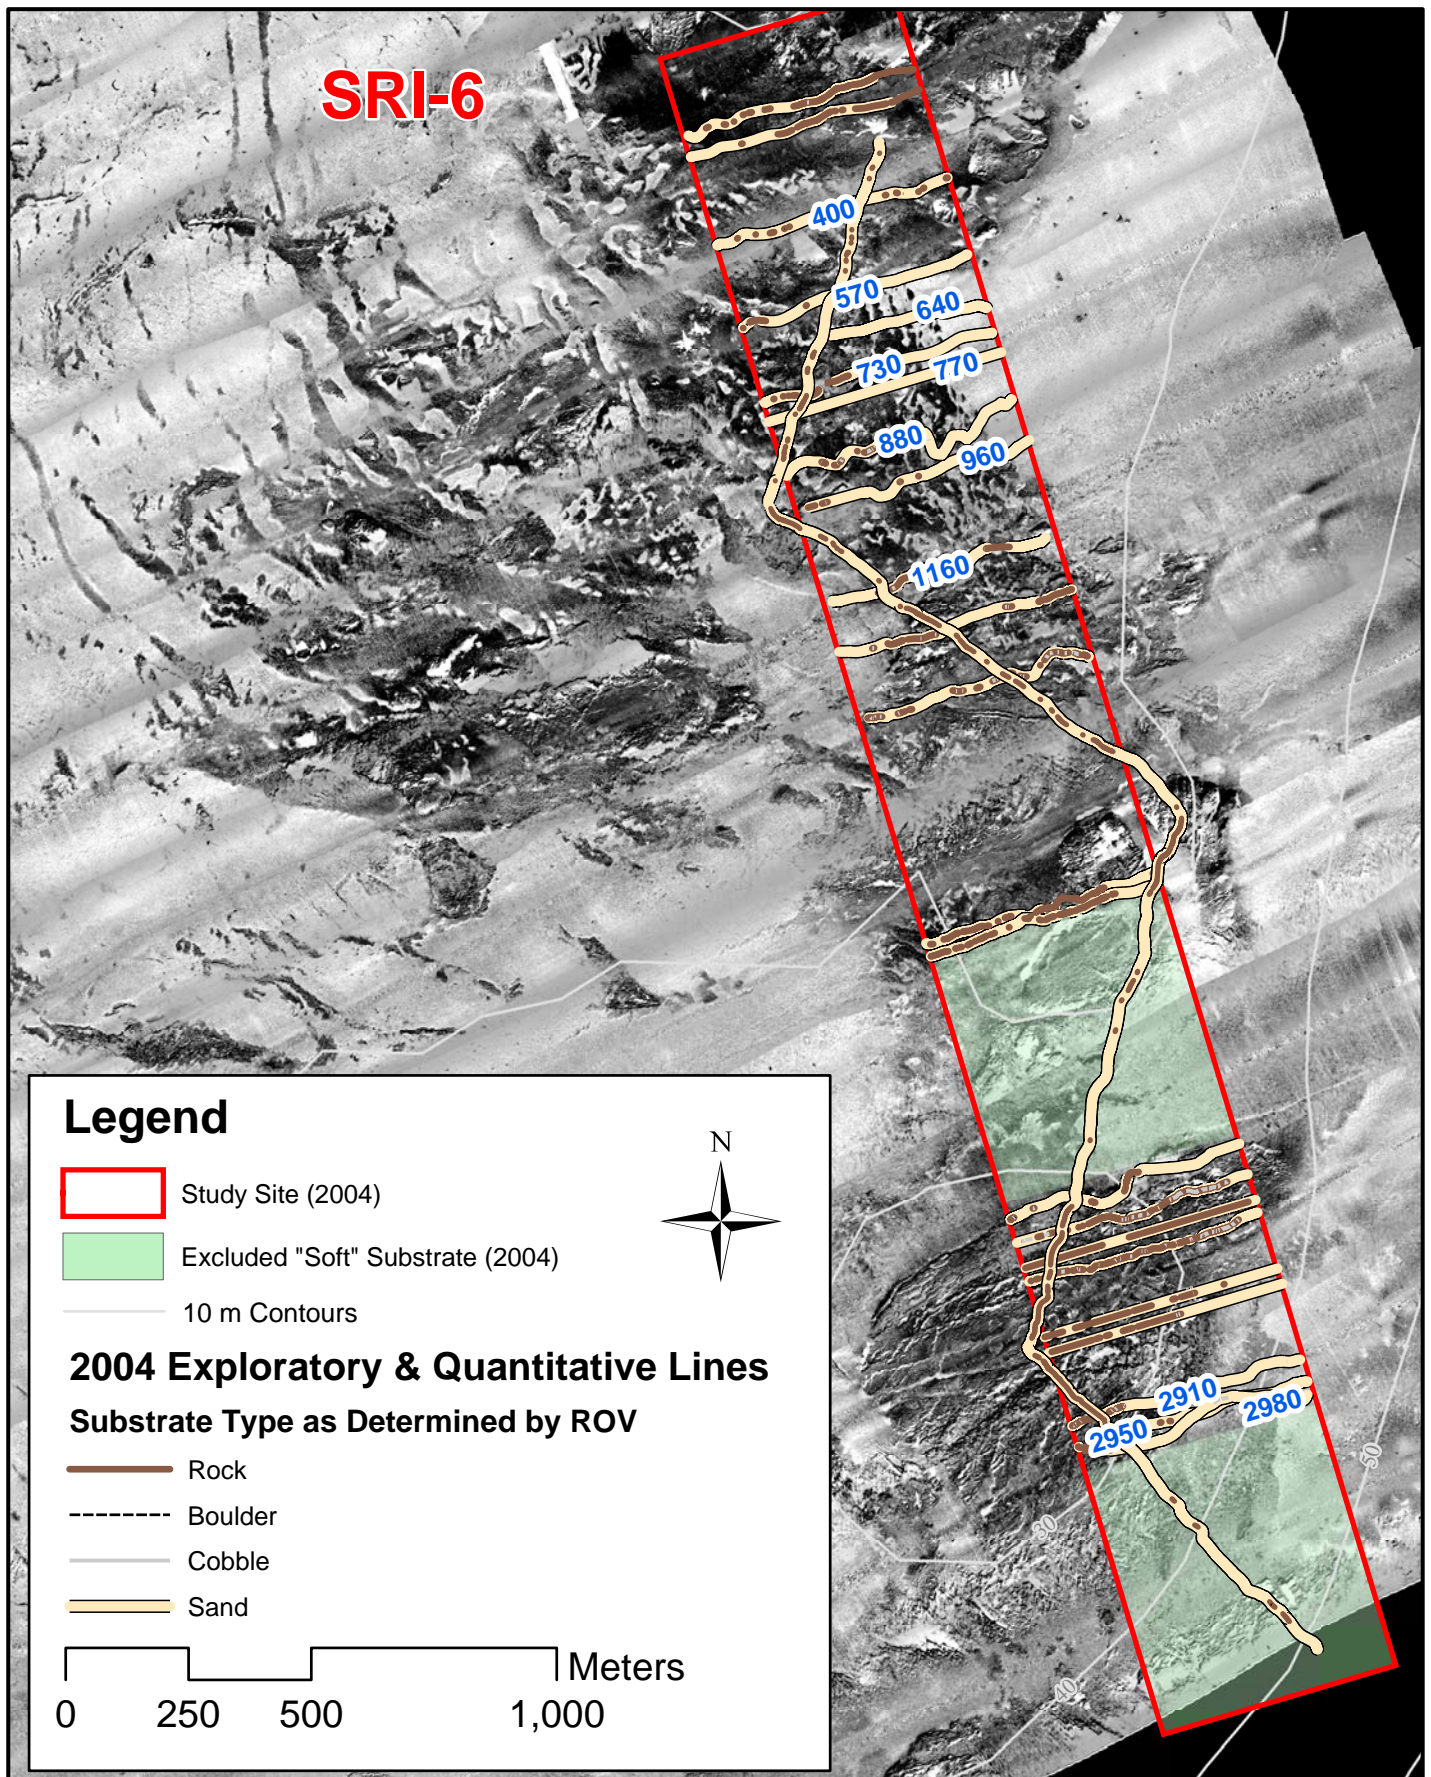 SRI-6
400
570
640
730
770
880
960
1160
2910
2980
2950
50
30
40
Legend
Study Site (2004)
Excluded "Soft" Substrate (2004)
10 m Contours
2004 Exploratory & Quantitative Lines
Substrate Type as Determined by ROV
Rock
Boulder
Cobble
Sand
N
Meters
0 250 500 1,000